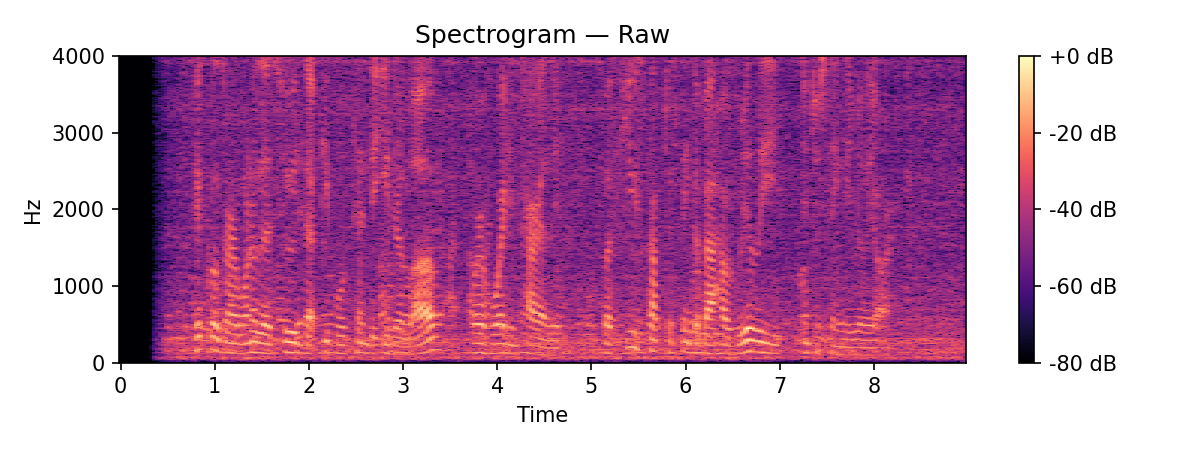 Spectrogram — Raw
4000
3000
2000
1000
0
Hz
0 1 2 3 4 5 6 7 8
Time
+0 dB
-20 dB
-40 dB
-60 dB
-80 dB